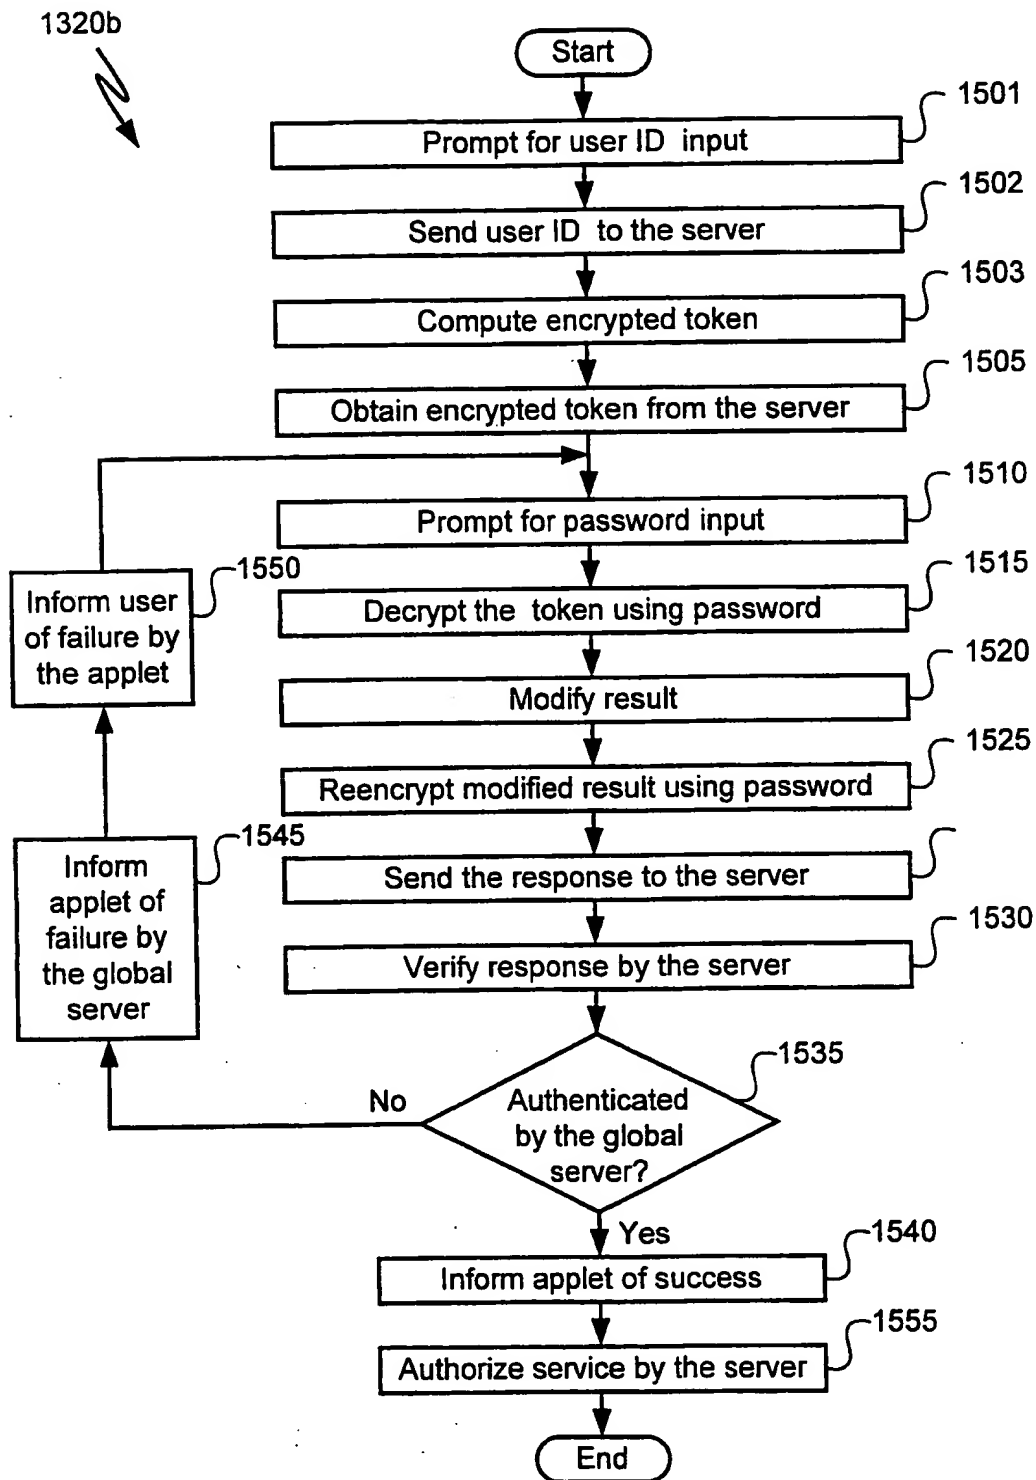 1320b
Start
1501
Prompt for user ID input
1502
Send user ID to the server
1503
Compute encrypted token
1505
Obtain encrypted token from the server
1510
Prompt for password input
1515
Decrypt the token using password
1520
Modify result
1525
Reencrypt modified result using password
Send the response to the server
1530
Verify response by the server
1535
Authenticated
by the global
server?
No
1545
Inform
applet of
failure by
the global
server
1550
Inform user
of failure by
the applet
Yes
1540
Inform applet of success
1555
Authorize service by the server
End